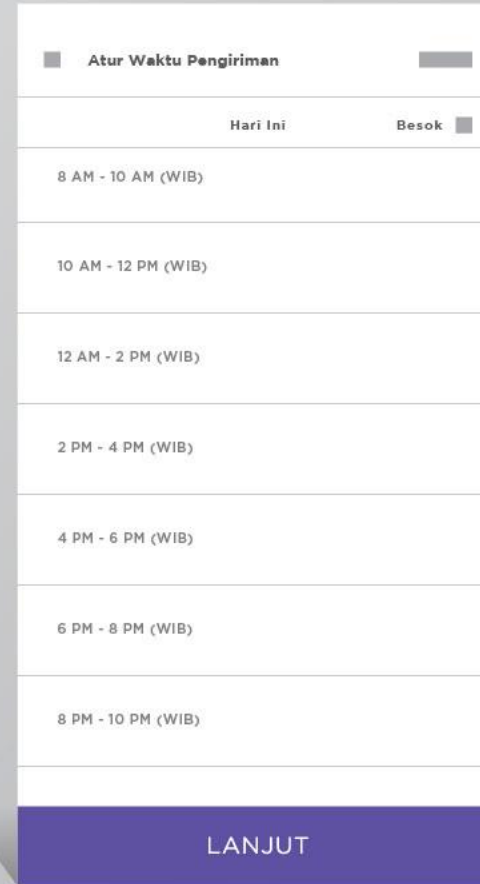 Atur Waktu Pengiriman
Hari Ini Besok
8 AM - 10 AM (WIB)
10 AM - 12 PM (WIB)
12 AM - 2 PM (WIB)
2 PM - 4 PM (WIB)
4 PM - 6 PM (WIB)
6 PM - 8 PM (WIB)
8 PM - 10 PM (WIB)
LANJUT